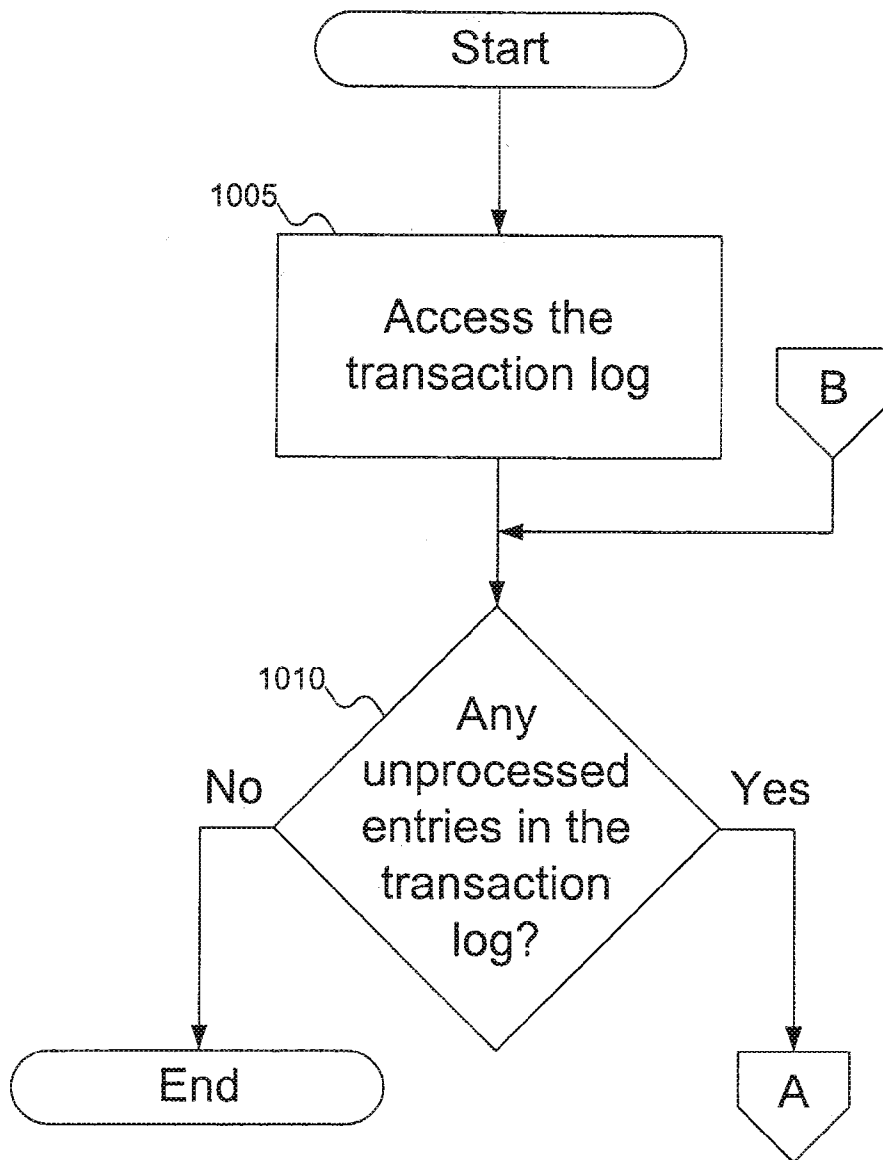 Start
1005
Access the
transaction log
B
1010
Any
unprocessed
entries in the
transaction
log?
No
Yes
End
A